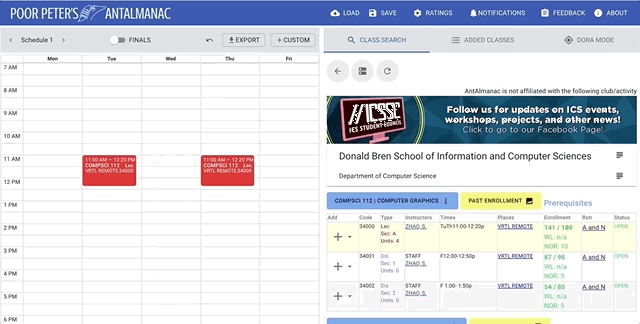 POOR PETER'S ANTALMANAC
LOAD SAVE RATINGS NOTIFICATIONS FEEDBACK ABOUT
Schedule 1 FINALS EXPORT + CUSTOM
CLASS SEARCH ADDED CLASSES DORA MODE
Mon Tue Wed Thu Fri
7 AM
8 AM
9 AM
10 AM
11 AM
12 PM
1 PM
2 PM
3 PM
4 PM
5 PM
6 PM
11:00 AM — 12:20 PM
COMPSCI 112 Lec
VRTL REMOTE 34000
11:00 AM — 12:20 PM
COMPSCI 112 Lec
VRTL REMOTE 34000
AntAlmanac is not affiliated with the following club/activity
ICSSC
ICS STUDENT COUNCIL
Follow us for updates on ICS events,
workshops, projects, and other news!
Click to go to our Facebook Page!
Donald Bren School of Information and Computer Sciences
Department of Computer Science
COMPSCI 112 | COMPUTER GRAPHICS PAST ENROLLMENT Prerequisites
Add Code Type Instructors Times Places Enrollment Rstr Status
34000 Lec ZHAO, S. TuTh11:00-12:20p VRTL REMOTE 141 / 180 A and N OPEN
Sec: A WL: n/a
Units: 4 NOR: 10
34001 Dis STAFF F12:00-12:50p VRTL REMOTE 87 / 95 A and N OPEN
Sec: 1 ZHAO, S. WL: n/a
Units: 0 NOR: 5
34002 Dis STAFF F 1:00- 1:50p VRTL REMOTE 54 / 85 A and N OPEN
Sec: 2 ZHAO, S. WL: n/a
Units: 0 NOR: 5